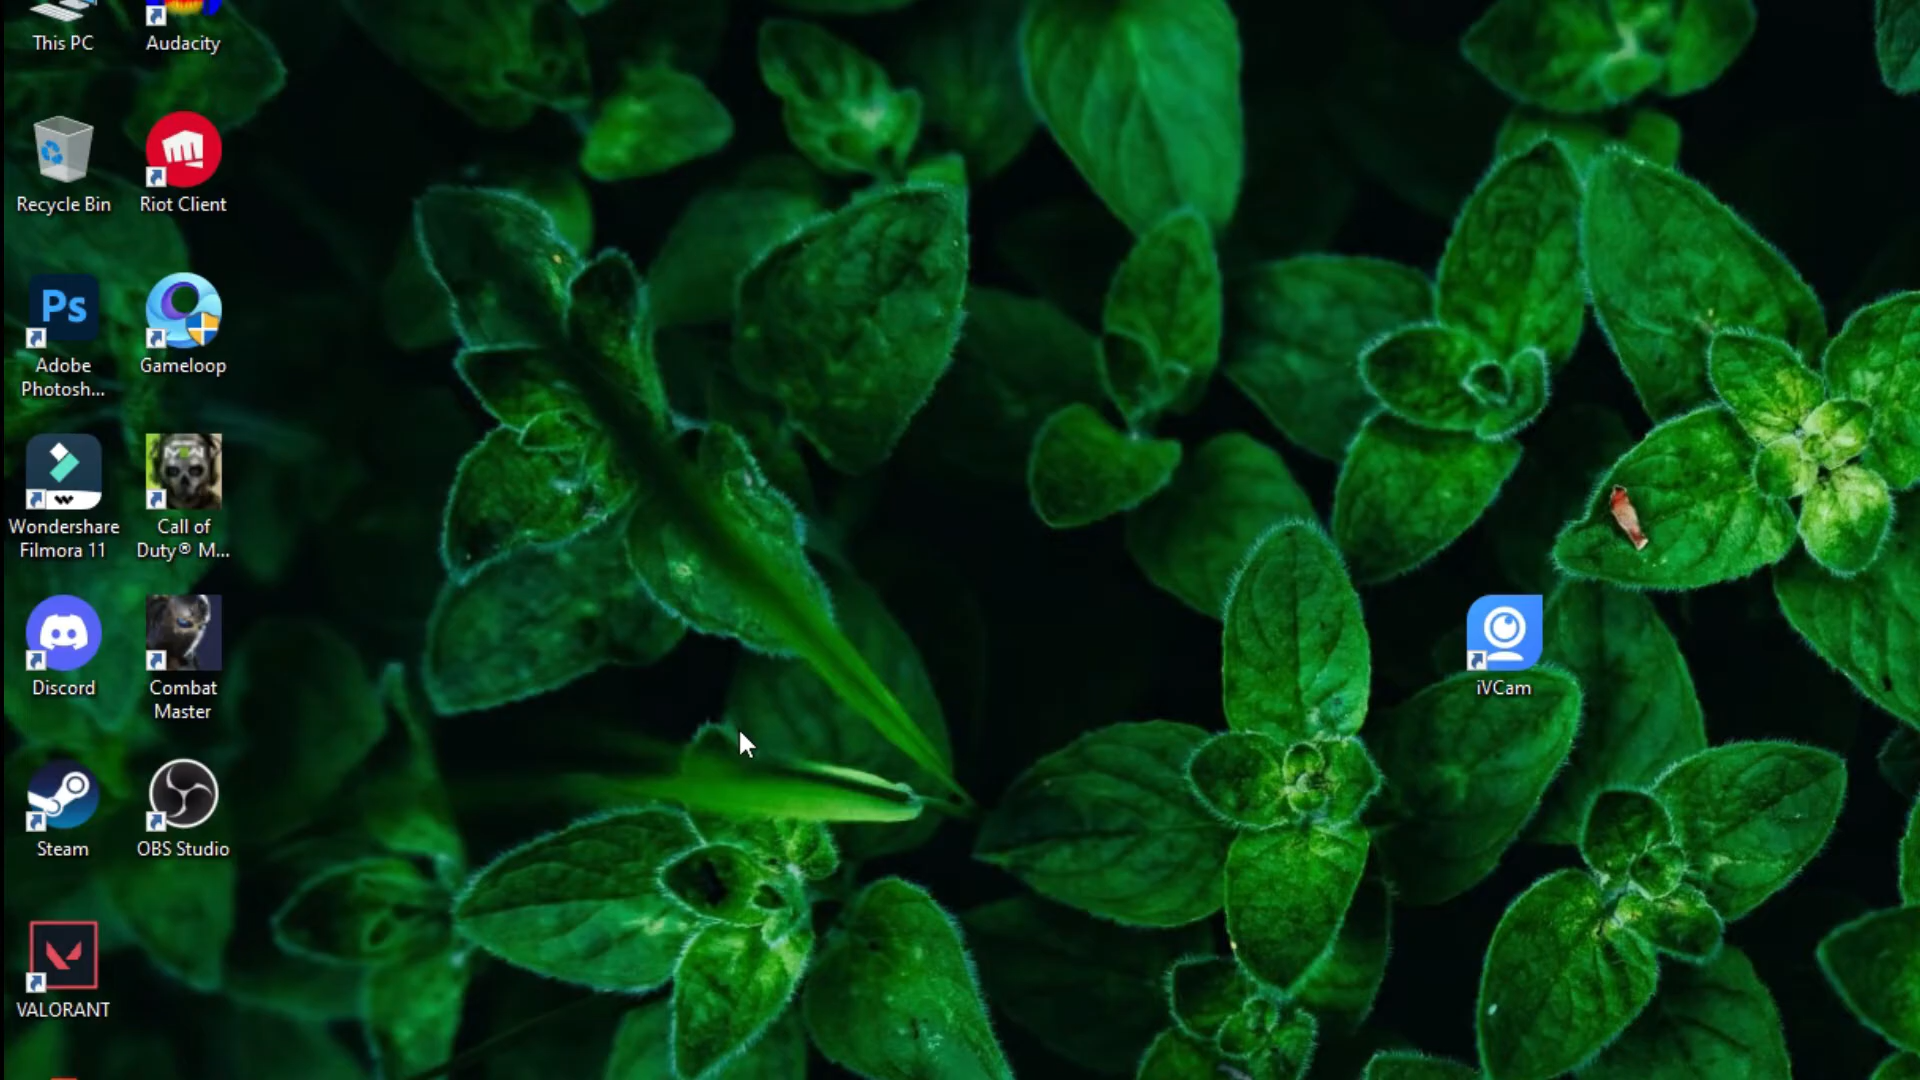 This PC
Audacity
Recycle Bin
Riot Client
Ps
Adobe
Photosh...
Gameloop
Wondershare
Filmora 11
Call of
Duty® M...
Discord
Combat
Master
Steam
OBS Studio
VALORANT
iVCam